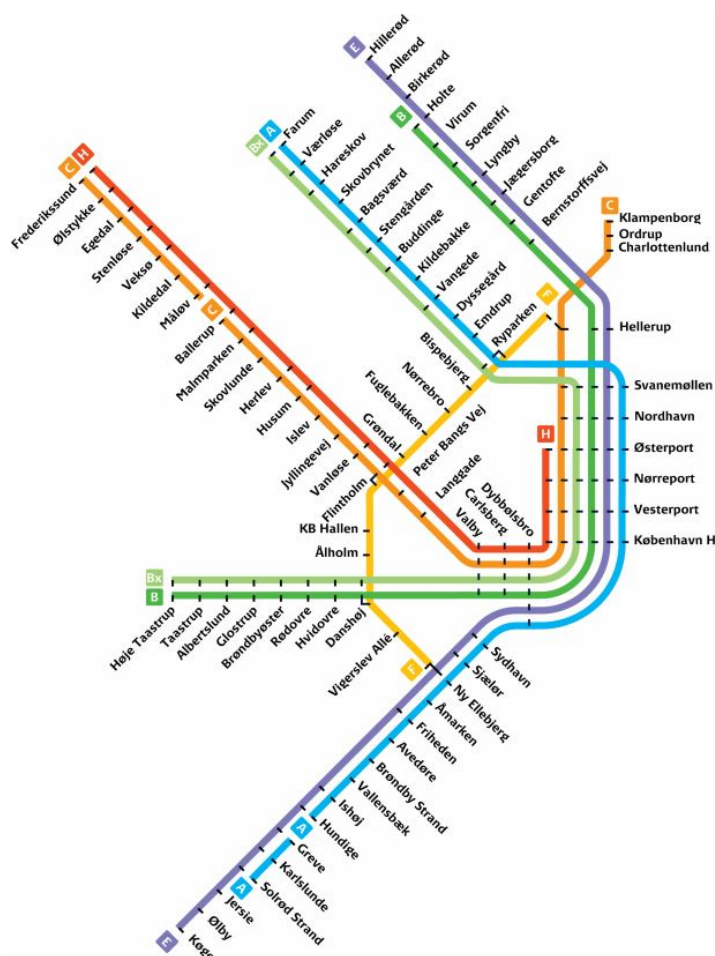 E
Hillerød
Allerød
Birkerød
Holte
B
Virum
Sorgenfri
Lyngby
Jægersborg
Gentofte
Bernstorffsvej
Bx
A
Farum
Værløse
Hareskov
Skovbrynet
Bagsværd
Stengården
Buddinge
Kildebakke
Vangede
Dyssegård
Emdrup
Ryparken
F
C
Klampenborg
Ordrup
Charlottenlund
Hellerup
Svanemøllen
Nordhavn
Østerport
Nørreport
Vesterport
København H
C
H
Frederikssund
Ølstykke
Egedal
Stenløse
Veksø
Kildedal
Måløv
C
Ballerup
Malmparken
Skovlunde
Herlev
Husum
Islev
Jyllingevej
Vanløse
Flintholm
Bispebjerg
Nørrebro
Fuglebakken
Grøndal
Peter Bangs Vej
Langgade
Valby
Carlsberg
Dybbølsbro
H
KB Hallen
Ålholm
Bx
B
Høje Taastrup
Taastrup
Albertslund
Glostrup
Brøndbyøster
Rødovre
Hvidovre
Danshøj
Vigerslev Allé
F
Sydhavn
Sjælør
Ny Ellebjerg
Åmarken
Friheden
Avedøre
Brøndby Strand
Vallensbæk
Ishøj
Hundige
A
Greve
Karlslunde
Solrød Strand
A
Jersie
Ølby
Køge
E